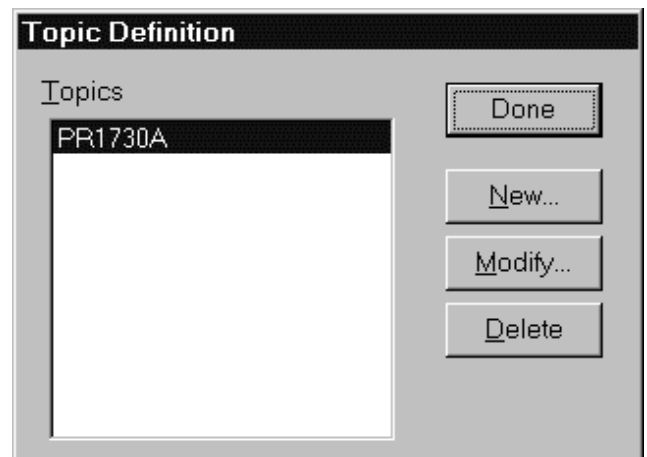 Topic Definition
Topics
PR1730A
Done
New...
Modify...
Delete